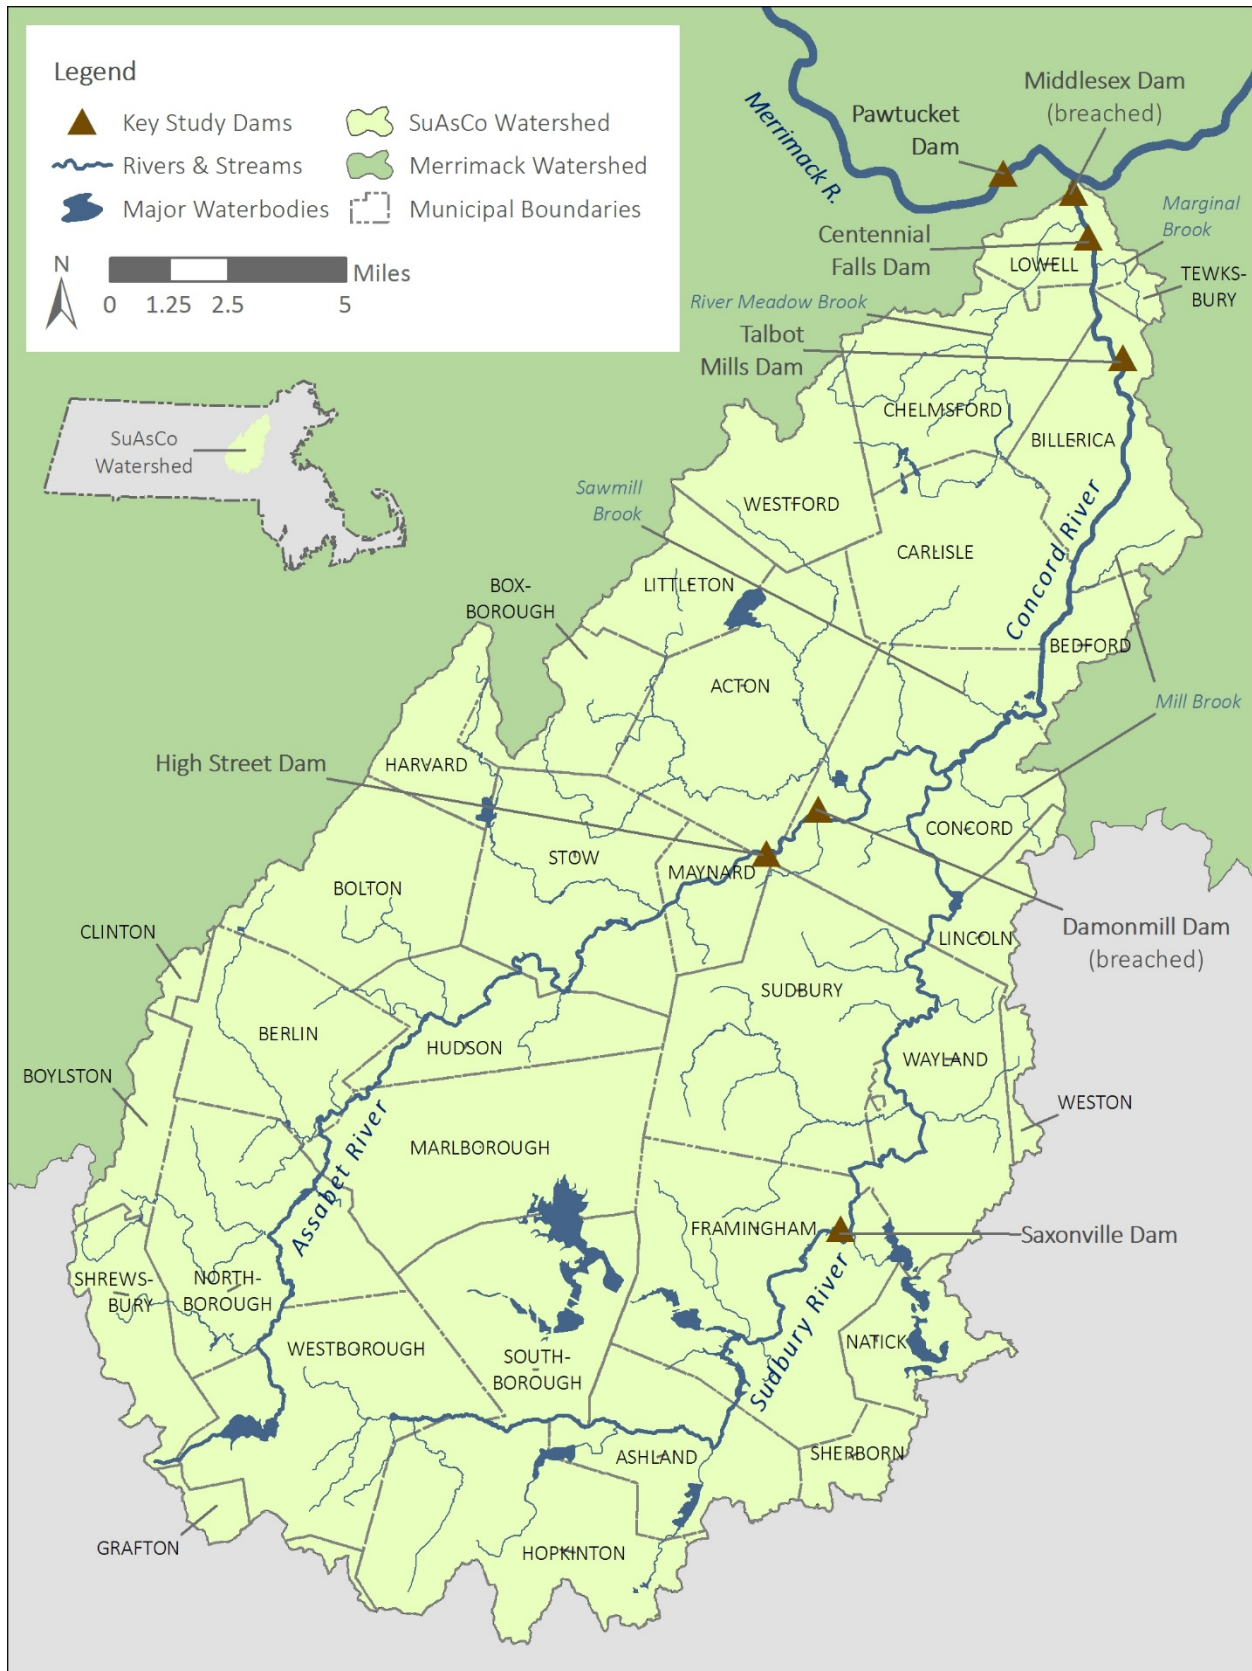 Legend
Key Study Dams
SuAsCo Watershed
Rivers & Streams
Merrimack Watershed
Major Waterbodies
Municipal Boundaries
N
Miles
0 1.25 2.5 5
Middlesex Dam
(breached)
Pawtucket
Dam
Merrimack R.
Marginal
Brook
Centennial
Falls Dam
LOWELL
TEWKS-
BURY
River Meadow Brook
Talbot
Mills Dam
CHELMSFORD
BILLERICA
SuAsCo
Watershed
Sawmill
Brook
WESTFORD
Concord River
CARLISLE
BOX-
BOROUGH
LITTLETON
BEDFORD
ACTON
Mill Brook
High Street Dam
HARVARD
CONCORD
STOW
MAYNARD
BOLTON
Damonmill Dam
(breached)
CLINTON
LINCOLN
SUDBURY
BERLIN
HUDSON
WAYLAND
BOYLSTON
WESTON
MARLBOROUGH
Assabet River
FRAMINGHAM
Saxonville Dam
SHREWS-
BURY
NORTH-
BOROUGH
Sudbury River
NATICK
WESTBOROUGH
SOUTH-
BOROUGH
ASHLAND
SHERBORN
GRAFTON
HOPKINTON